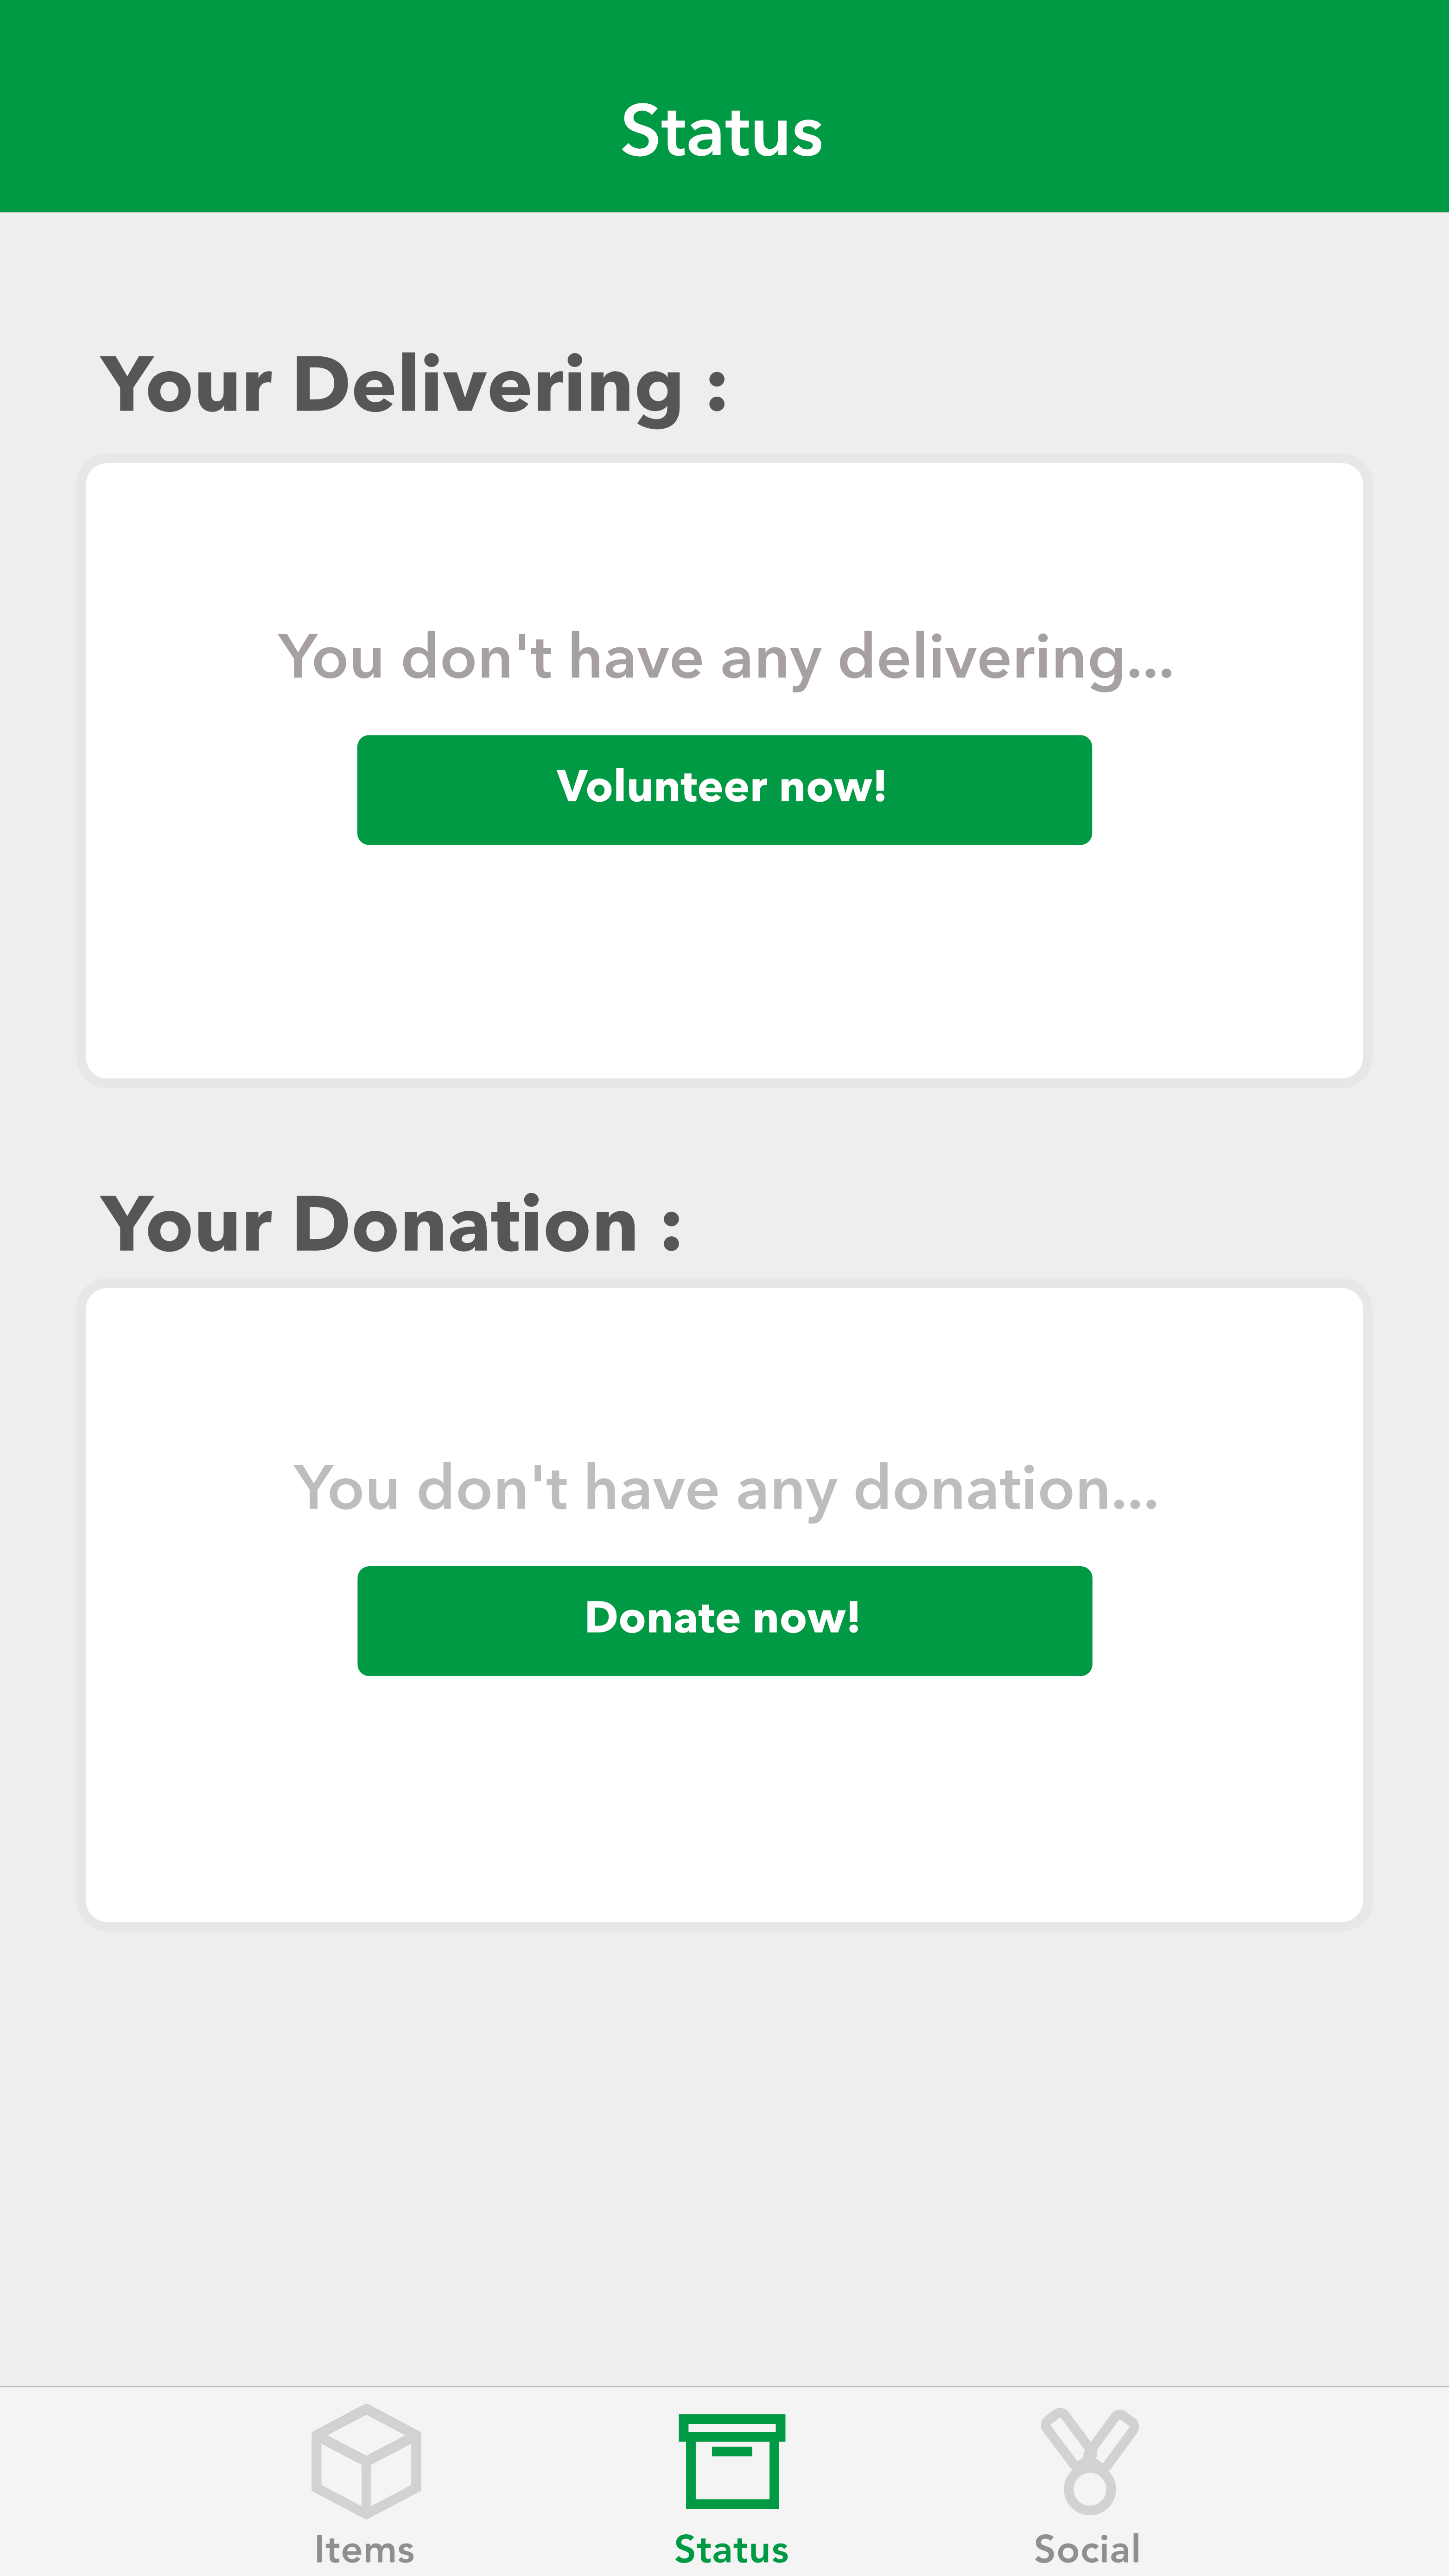 Status
Your Delivering :
You don't have any delivering...
Volunteer now!
Your Donation :
You don't have any donation...
Donate now!
Items
Status
Social